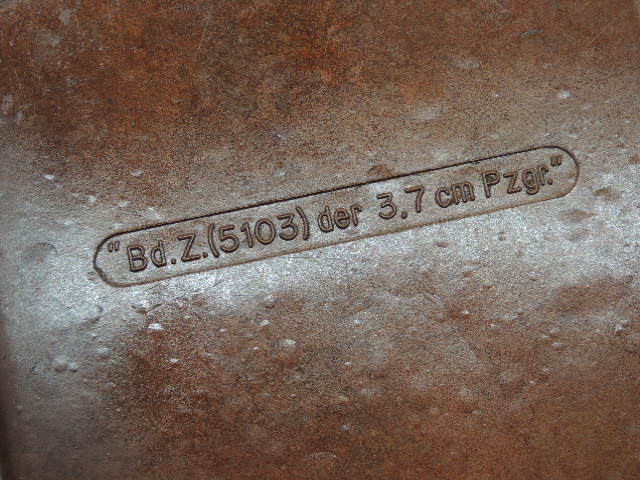 " Bd. Z. (5103) der 3,7 cm Pzgr."